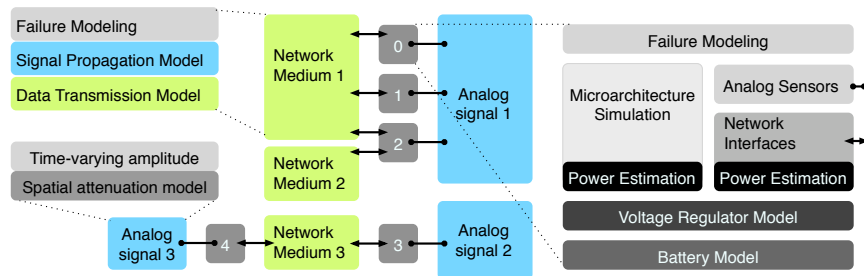 Failure Modeling
Signal Propagation Model
Data Transmission Model
Time-varying amplitude
Spatial attenuation model
Analog
signal 3
4
Network
Medium 1
Network
Medium 2
Network
Medium 3
0
1
2
3
Analog
signal 1
Analog
signal 2
Failure Modeling
Microarchitecture
Simulation
Power Estimation
Analog Sensors
Network
Interfaces
Power Estimation
Voltage Regulator Model
Battery Model